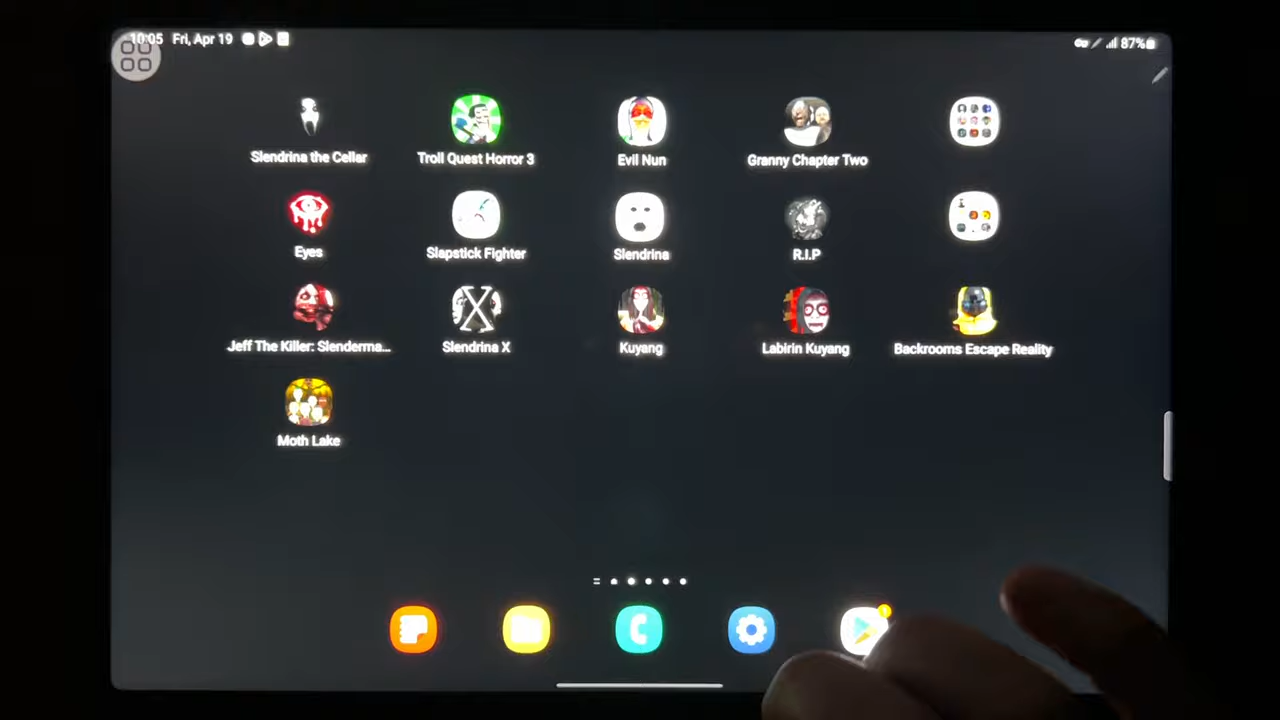 10:05 Fri, Apr 19
87%
Slendrina the Cellar
Troll Quest Horror 3
Evil Nun
Granny Chapter Two
Eyes
Slapstick Fighter
Slendrina
R.I.P
Jeff The Killer: Slenderma...
Slendrina X
Kuyang
Labirin Kuyang
Backrooms Escape Reality
Moth Lake